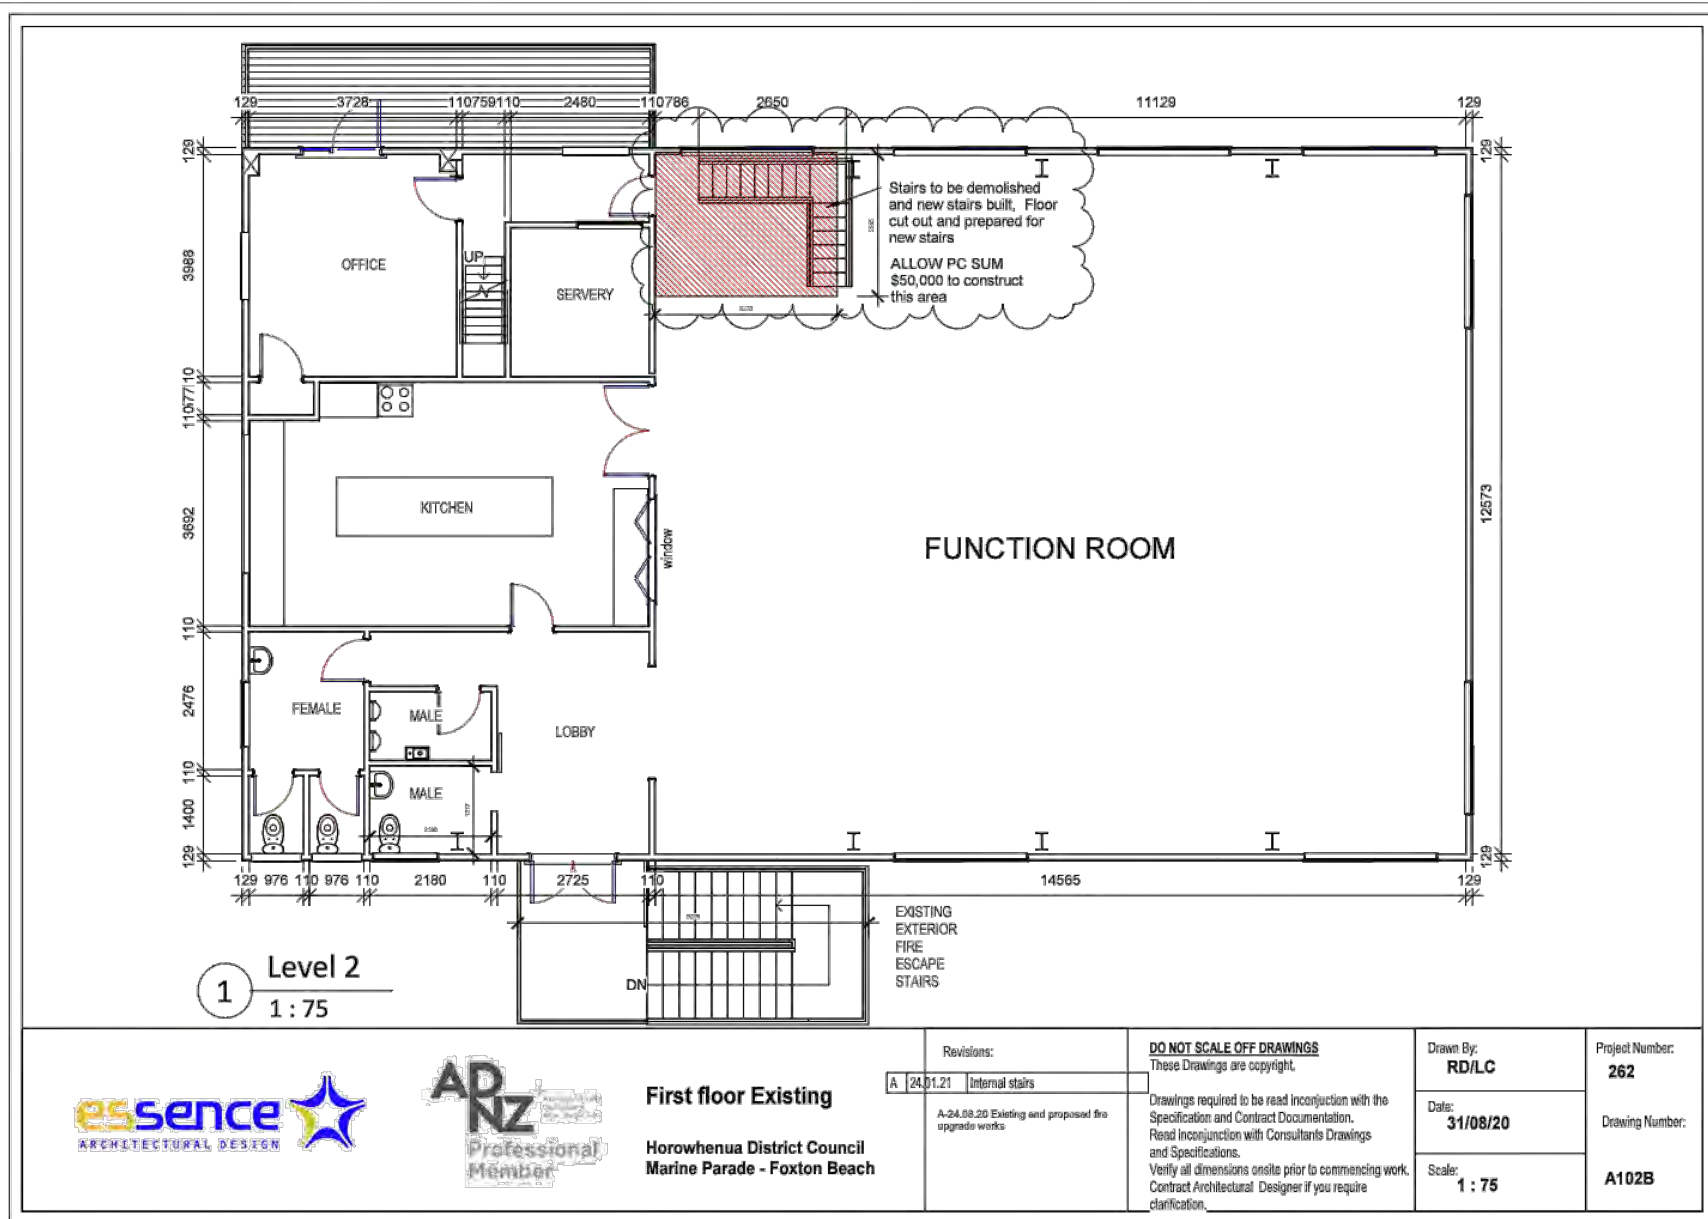 129 3728 110 759 110 2480 110 786 2650 11129 129
129
129
Stairs to be demolished
and new stairs built, Floor
cut out and prepared for
new stairs
ALLOW PC SUM
$50,000 to construct
this area
OFFICE
UP
SERVERY
3988
110
577
110
KITCHEN
window
FUNCTION ROOM
3692
12573
110
2476
FEMALE
MALE
LOBBY
110
MALE
1400
129
129
129 976 110 976 110 2180 110 2725 110 14565 129
EXISTING
EXTERIOR
FIRE
ESCAPE
STAIRS
DN
1
Level 2
1 : 75
essence
ARCHITECTURAL DESIGN
ADNZ
Professional
Member
First floor Existing
Horowhenua District Council
Marine Parade - Foxton Beach
Revisions:
A 24.01.21 Internal stairs
A-24.08.20 Existing and proposed fire
upgrade works
DO NOT SCALE OFF DRAWINGS
These Drawings are copyright.
Drawings required to be read inconjuction with the
Specification and Contract Documentation.
Read inconjunction with Consultants Drawings
and Specifications.
Verify all dimensions onsite prior to commencing work.
Contract Architectural Designer if you require
clarification.
Drawn By:
RD/LC
Date:
31/08/20
Scale:
1 : 75
Project Number:
262
Drawing Number:
A102B